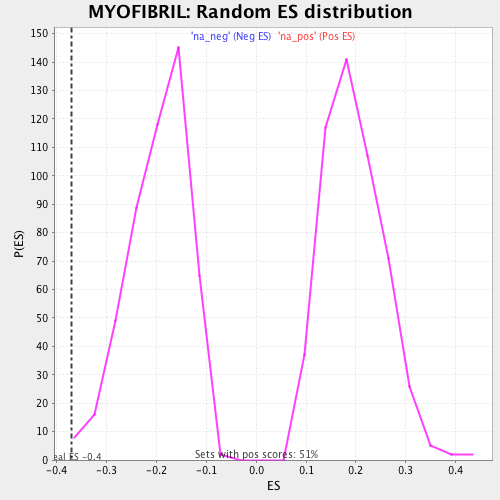 MYOFIBRIL: Random ES distribution
'na_neg' (Neg ES) 'na_pos' (Pos ES)
150
140
130
120
110
100
90
80
70
60
50
40
30
20
10
0
P(ES)
ES -0.4
Sets with pos scores: 51%
-0.4 -0.3 -0.2 -0.1 0.0 0.1 0.2 0.3 0.4
ES